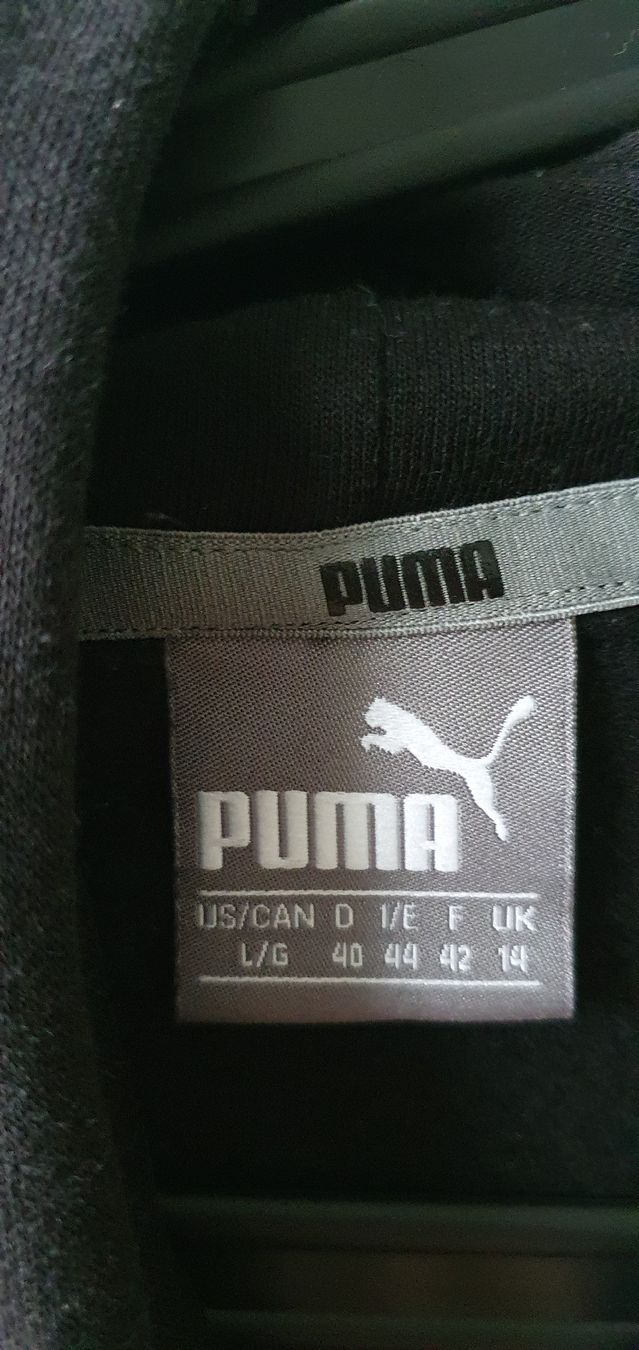 PUMA
PUMA
US/CAN D I/E F UK
L/G 40 44 42 14